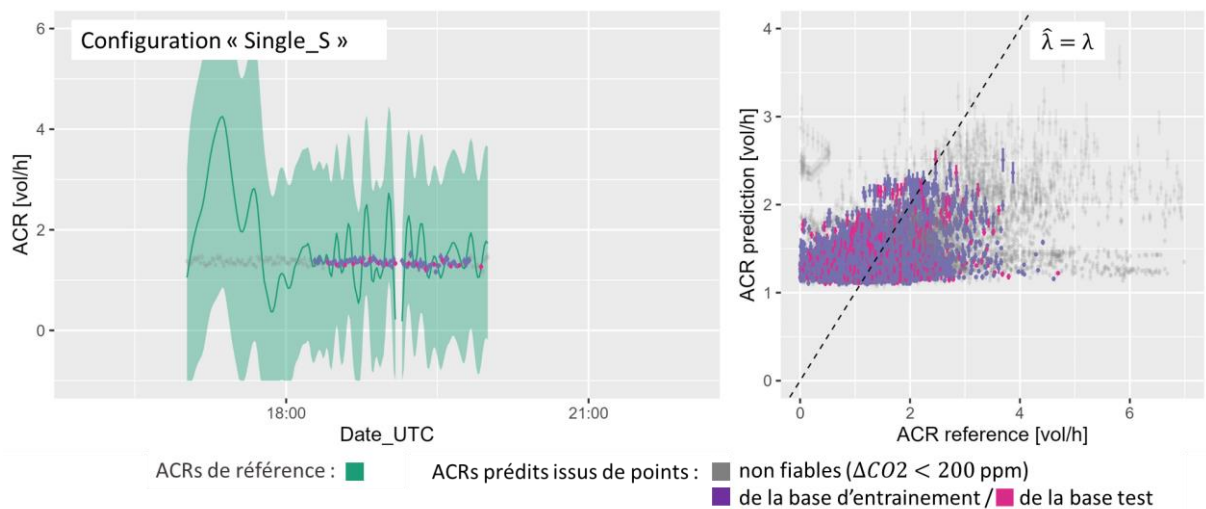 Configuration « Single_S »
6
4
2
0
ACR [vol/h]
18:00
21:00
Date_UTC
λ̂ = λ
4
3
2
1
0
ACR prediction [vol/h]
0
2
4
6
ACR reference [vol/h]
ACRs de référence :
ACRs prédits issus de points :
non fiables (ΔCO2 < 200 ppm)
de la base d’entrainement / de la base test